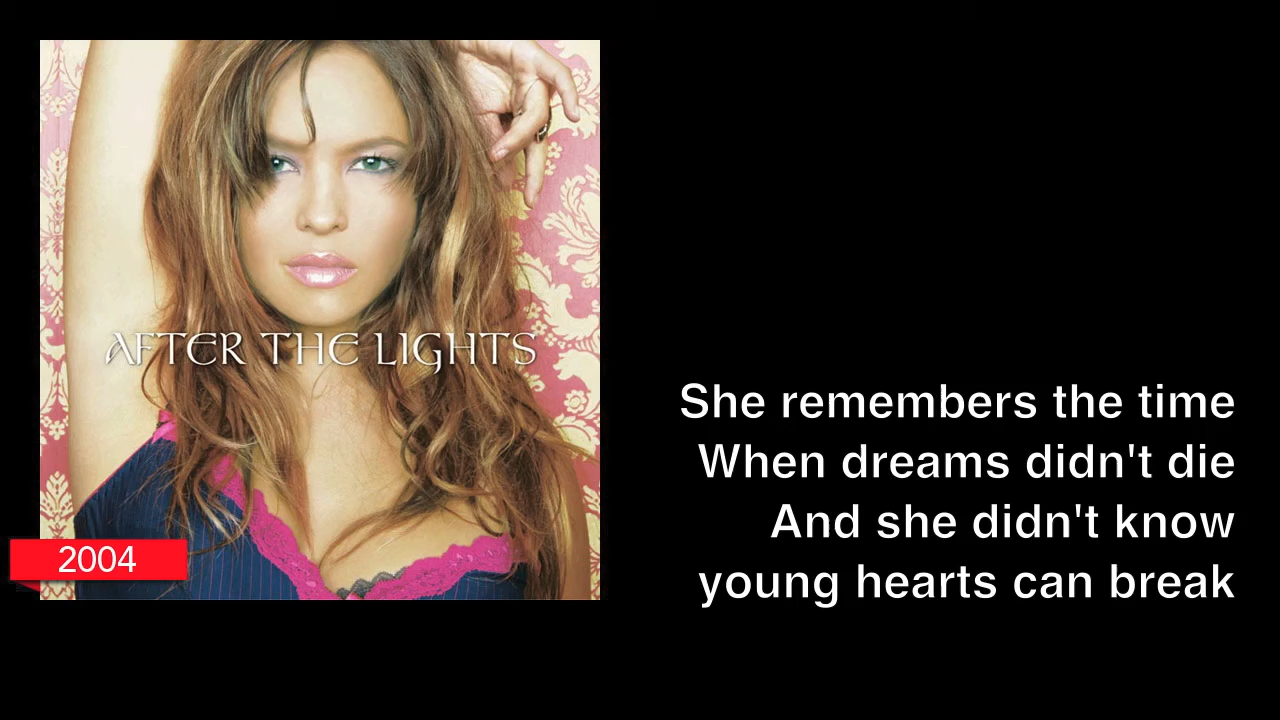 AFTER THE LIGHTS
2004
She remembers the time
When dreams didn't die
And she didn't know
young hearts can break